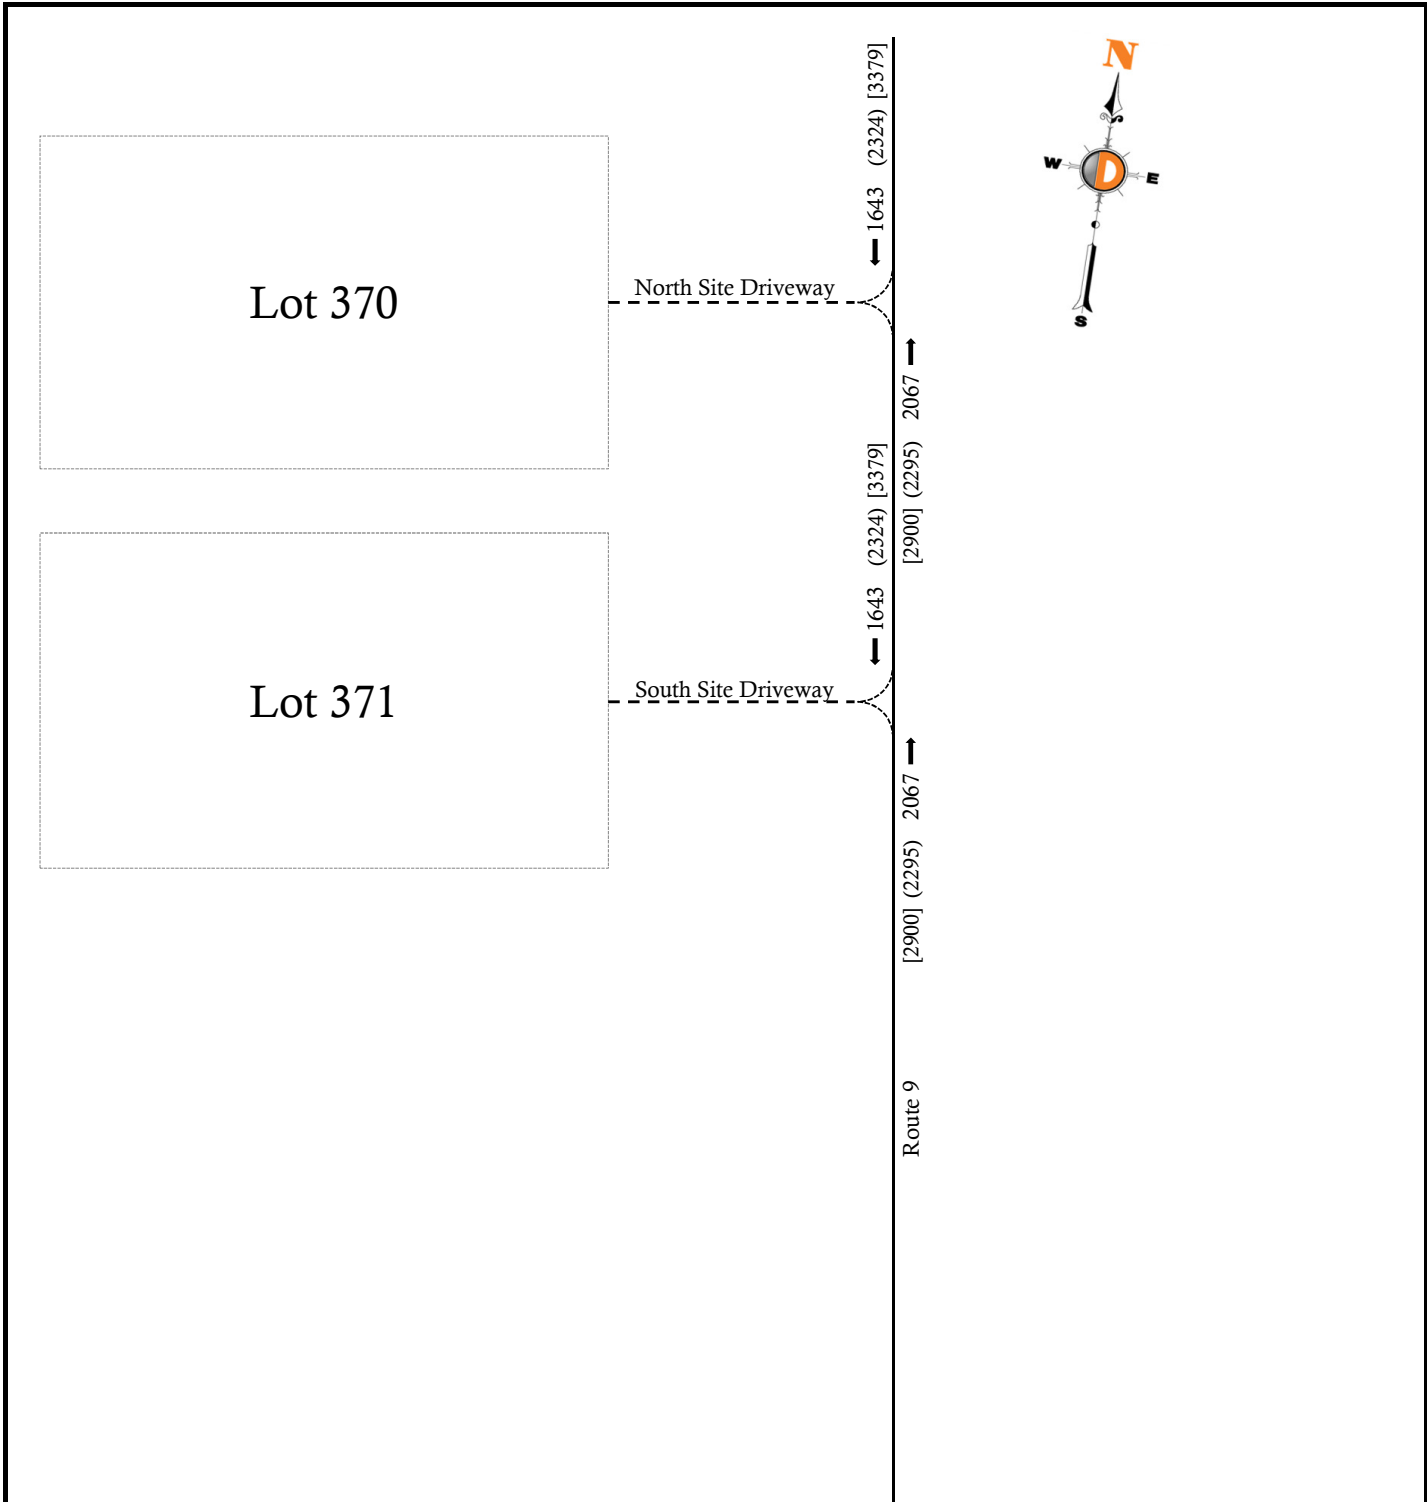 N
W
D
E
S
1643 (2324) [3379]
Lot 370
North Site Driveway
[2900] (2295) 2067
1643 (2324) [3379]
Lot 371
South Site Driveway
[2900] (2295) 2067
Route 9